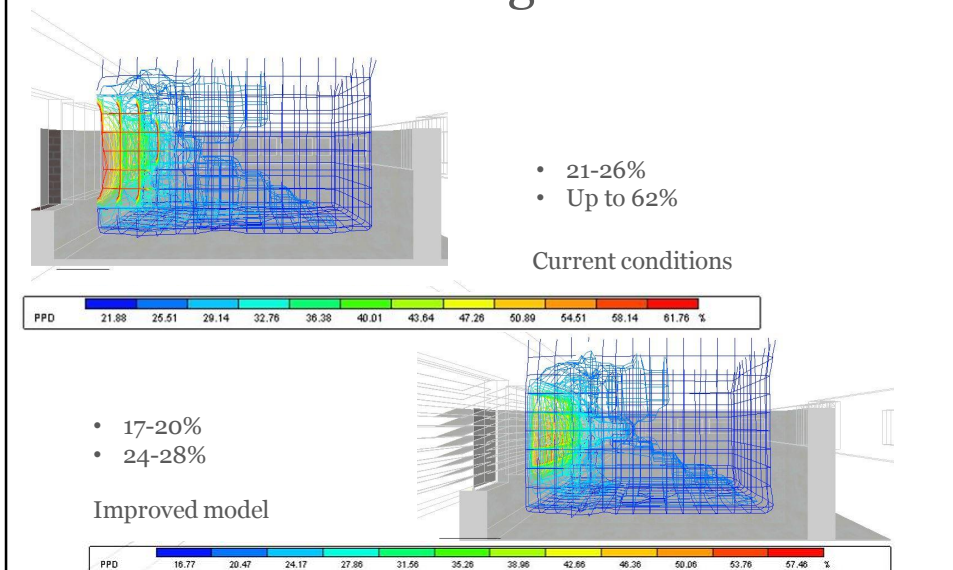 g
• 21-26%
• Up to 62%
Current conditions
PPD 21.88 25.51 29.14 32.76 36.38 40.01 43.64 47.26 50.89 54.51 58.14 61.76 %
• 17-20%
• 24-28%
Improved model
PPD 16.77 20.47 24.17 27.86 31.56 35.26 38.96 42.66 46.36 50.06 53.76 57.46 %